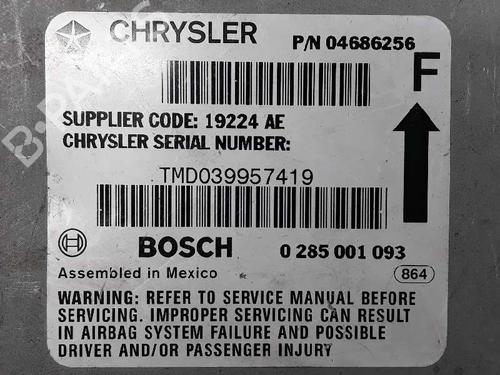 CHRYSLER
P/N 04686256
F
SUPPLIER CODE: 19224 AE
CHRYSLER SERIAL NUMBER:
TMD039957419
BOSCH 0 285 001 093
Assembled in Mexico 864
WARNING: REFER TO SERVICE MANUAL BEFORE
SERVICING. IMPROPER SERVICING CAN RESULT
IN AIRBAG SYSTEM FAILURE AND POSSIBLE
DRIVER AND/OR PASSENGER INJURY